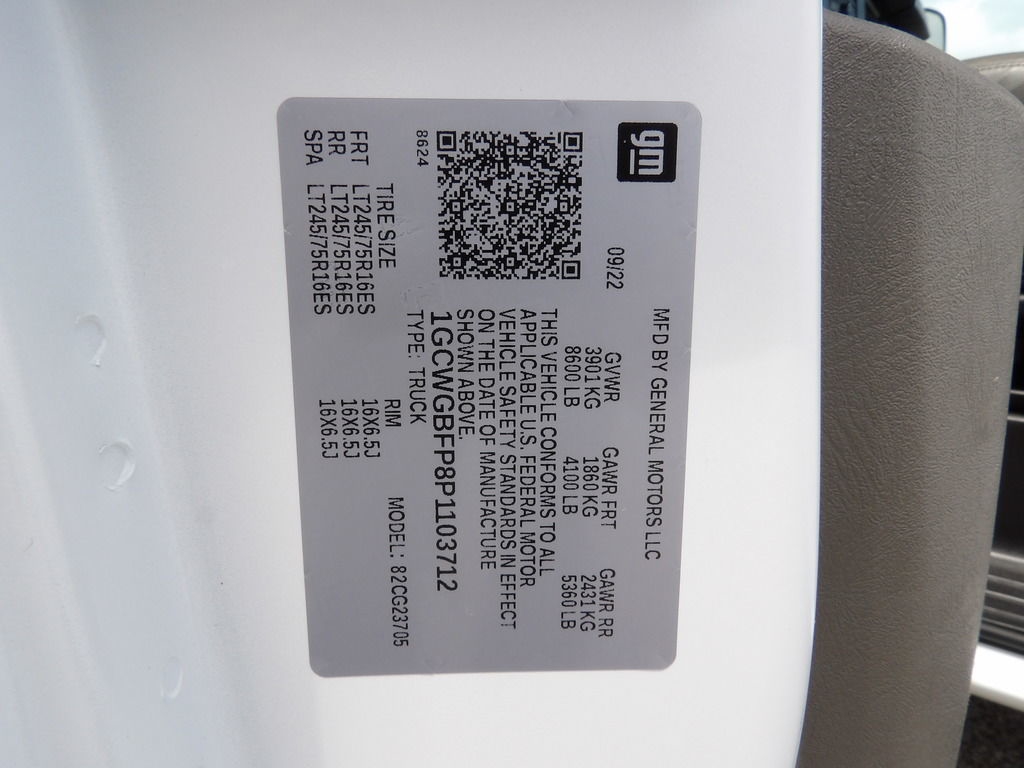 gm
MFD BY GENERAL MOTORS LLC
09/22
GVWR GAWR FRT GAWR RR
3901 KG 1860 KG 2431 KG
8600 LB 4100 LB 5360 LB
THIS VEHICLE CONFORMS TO ALL
APPLICABLE U.S. FEDERAL MOTOR
VEHICLE SAFETY STANDARDS IN EFFECT
ON THE DATE OF MANUFACTURE
SHOWN ABOVE.
1GCWGBFP8P1103712
8624
TYPE: TRUCK MODEL: 82CG23705
TIRE SIZE RIM
FRT LT245/75R16ES 16X6.5J
RR LT245/75R16ES 16X6.5J
SPA LT245/75R16ES 16X6.5J